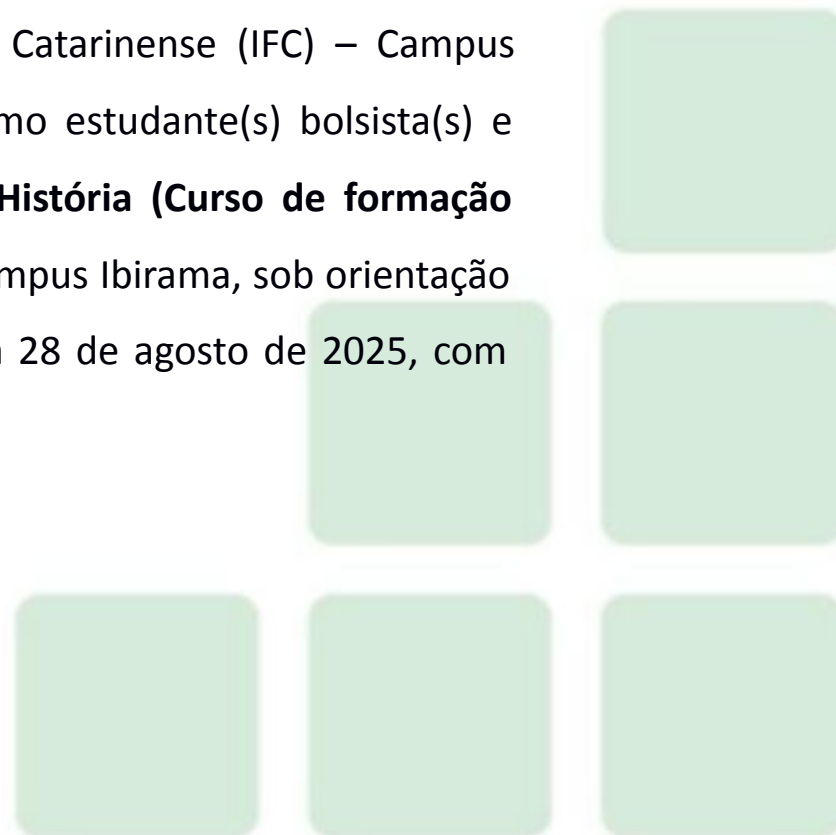 Catarinense (IFC) – Campus
mo estudante(s) bolsista(s) e
História (Curso de formação
mpus Ibirama, sob orientação
28 de agosto de 2025, com